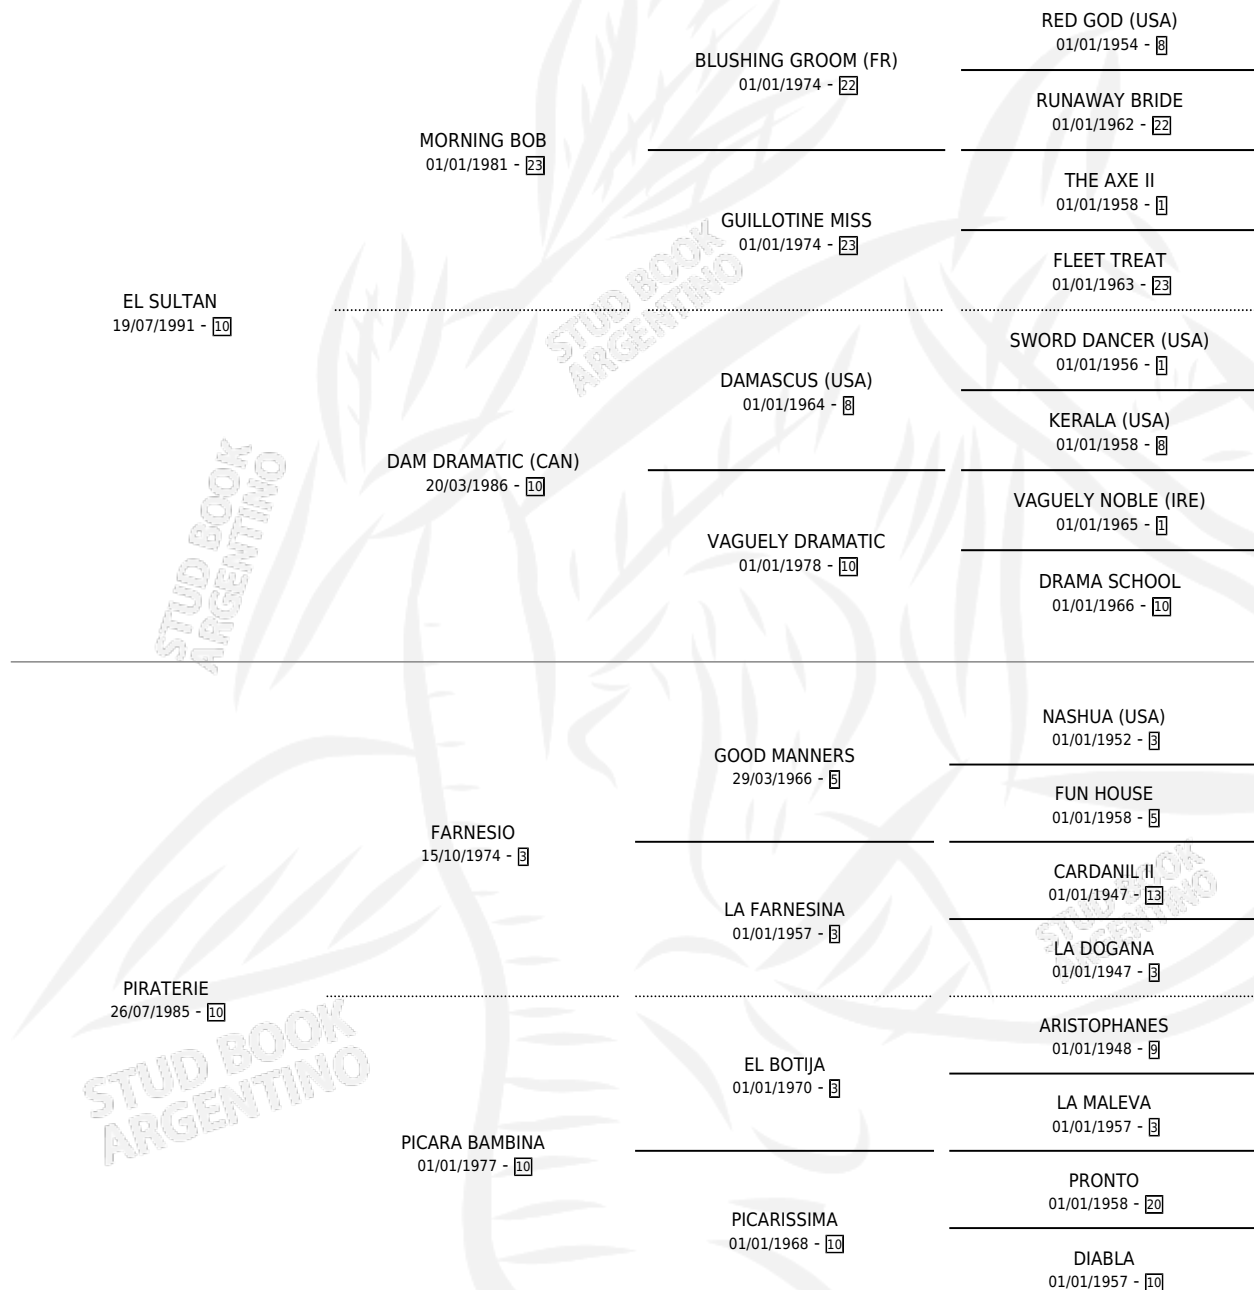 RED GOD (USA)
01/01/1954 - 8
BLUSHING GROOM (FR)
01/01/1974 - 22
RUNAWAY BRIDE
01/01/1962 - 22
MORNING BOB
01/01/1981 - 23
THE AXE II
01/01/1958 - 1
GUILLOTINE MISS
01/01/1974 - 23
FLEET TREAT
01/01/1963 - 23
EL SULTAN
19/07/1991 - 10
SWORD DANCER (USA)
01/01/1956 - 1
DAMASCUS (USA)
01/01/1964 - 8
KERALA (USA)
01/01/1958 - 8
DAM DRAMATIC (CAN)
20/03/1986 - 10
VAGUELY NOBLE (IRE)
01/01/1965 - 1
VAGUELY DRAMATIC
01/01/1978 - 10
DRAMA SCHOOL
01/01/1966 - 10
NASHUA (USA)
01/01/1952 - 3
GOOD MANNERS
29/03/1966 - 5
FUN HOUSE
01/01/1958 - 5
FARNESIO
15/10/1974 - 3
CARDANIL II
01/01/1947 - 13
LA FARNESINA
01/01/1957 - 3
LA DOGANA
01/01/1947 - 3
PIRATERIE
26/07/1985 - 10
ARISTOPHANES
01/01/1948 - 9
EL BOTIJA
01/01/1970 - 3
LA MALEVA
01/01/1957 - 3
PICARA BAMBINA
01/01/1977 - 10
PRONTO
01/01/1958 - 20
PICARISSIMA
01/01/1968 - 10
DIABLA
01/01/1957 - 10
STUD BOOK
ARGENTINO
STUD BOOK
ARGENTINO
STUD BOOK
ARGENTINO
STUD BOOK
ARGENTINO